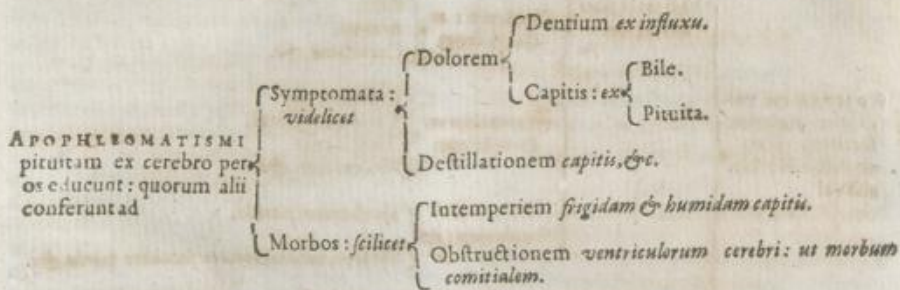 APOPHLEGMATISMI
pituitam ex cerebro per
os educunt: quorum alii
conferunt ad
Symptomata:
videlicet
Dolorem
Dentium ex influxu.
Capitis: ex
Bile.
Pituita.
Destillationem capitis, &c.
Morbos: scilicet
Intemperiem frigidam & humidam capitis.
Obstructionem ventriculorum cerebri: ut morbum
comitialem.